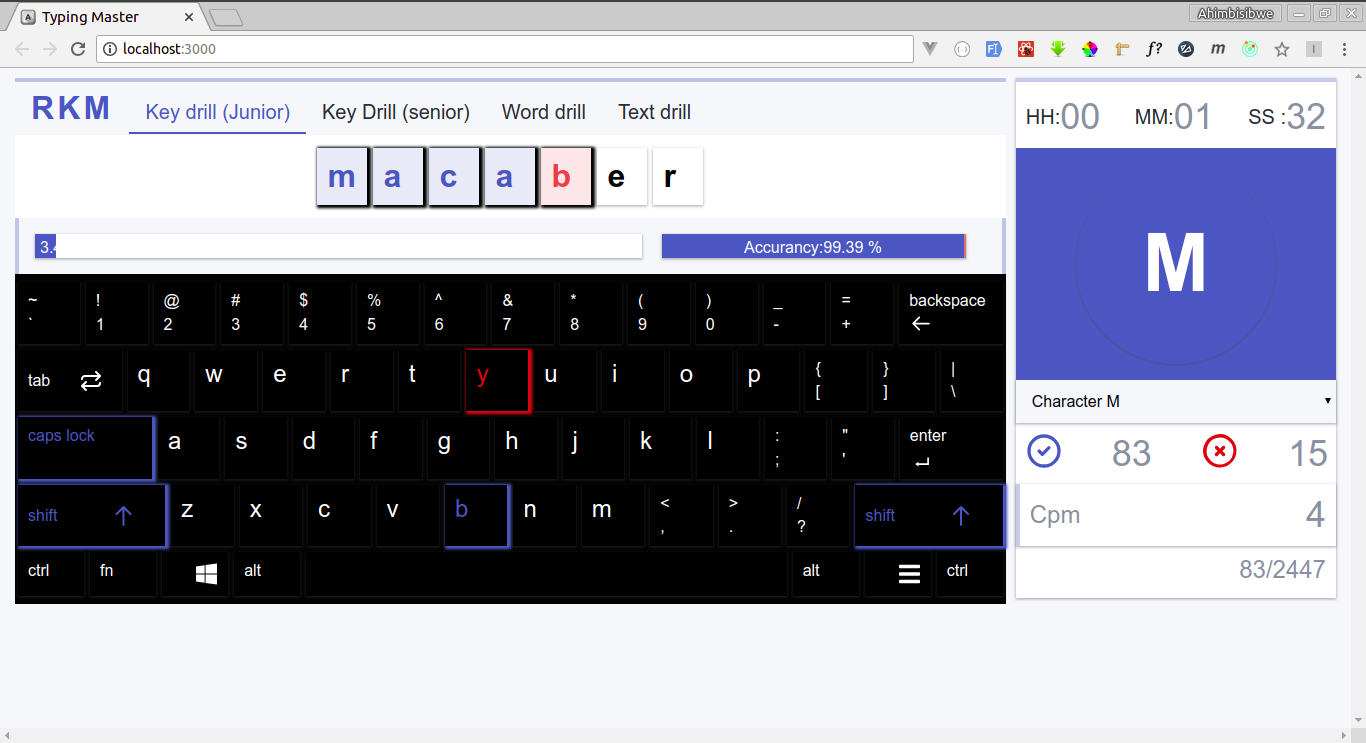 Typing Master
Ahimbisibwe
localhost:3000
RKM Key drill (Junior) Key Drill (senior) Word drill Text drill
HH:00 MM:01 SS :32
m a c a b e r
M
3.4
Accurancy:99.39 %
~ ! @ # $ % ^ & * ( ) _ = backspace
` 1 2 3 4 5 6 7 8 9 0 - + ←
tab q w e r t y u i o p { } |
[ ] \
caps lock a s d f g h j k l : " enter
; '
shift z x c v b n m < > / shift
, . ?
ctrl fn alt alt ctrl
Character M
83 15
Cpm 4
83/2447